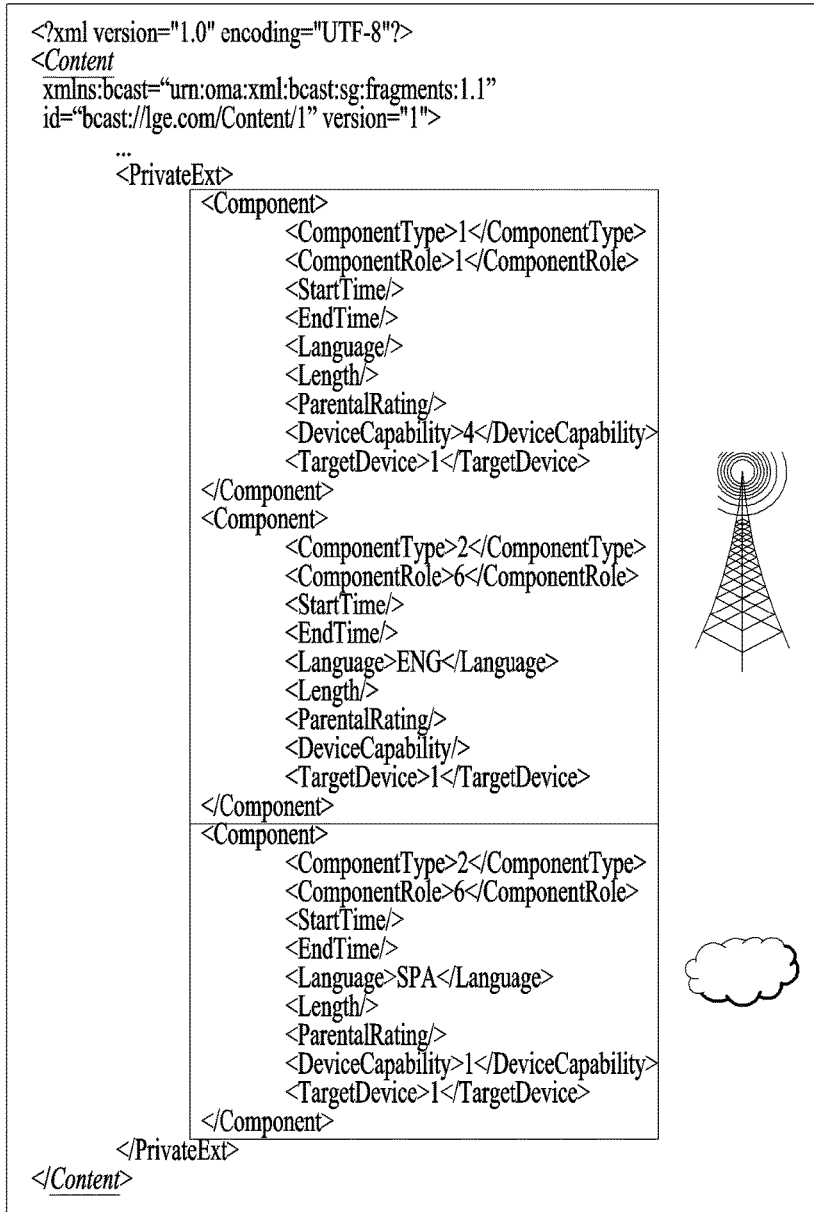 <?xml version="1.0" encoding="UTF-8"?>
<Content
xmlns:bcast=“urn:oma:xml:bcast:sg:fragments:1.1”
id=“bcast://lge.com/Content/1” version="1">
...
<PrivateExt>
<Component>
<ComponentType>1</ComponentType>
<ComponentRole>1</ComponentRole>
<StartTime/>
<EndTime/>
<Language/>
<Length/>
<ParentalRating/>
<DeviceCapability>4</DeviceCapability>
<TargetDevice>1</TargetDevice>
</Component>
<Component>
<ComponentType>2</ComponentType>
<ComponentRole>6</ComponentRole>
<StartTime/>
<EndTime/>
<Language>ENG</Language>
<Length/>
<ParentalRating/>
<DeviceCapability/>
<TargetDevice>1</TargetDevice>
</Component>
<Component>
<ComponentType>2</ComponentType>
<ComponentRole>6</ComponentRole>
<StartTime/>
<EndTime/>
<Language>SPA</Language>
<Length/>
<ParentalRating/>
<DeviceCapability>1</DeviceCapability>
<TargetDevice>1</TargetDevice>
</Component>
</PrivateExt>
</Content>